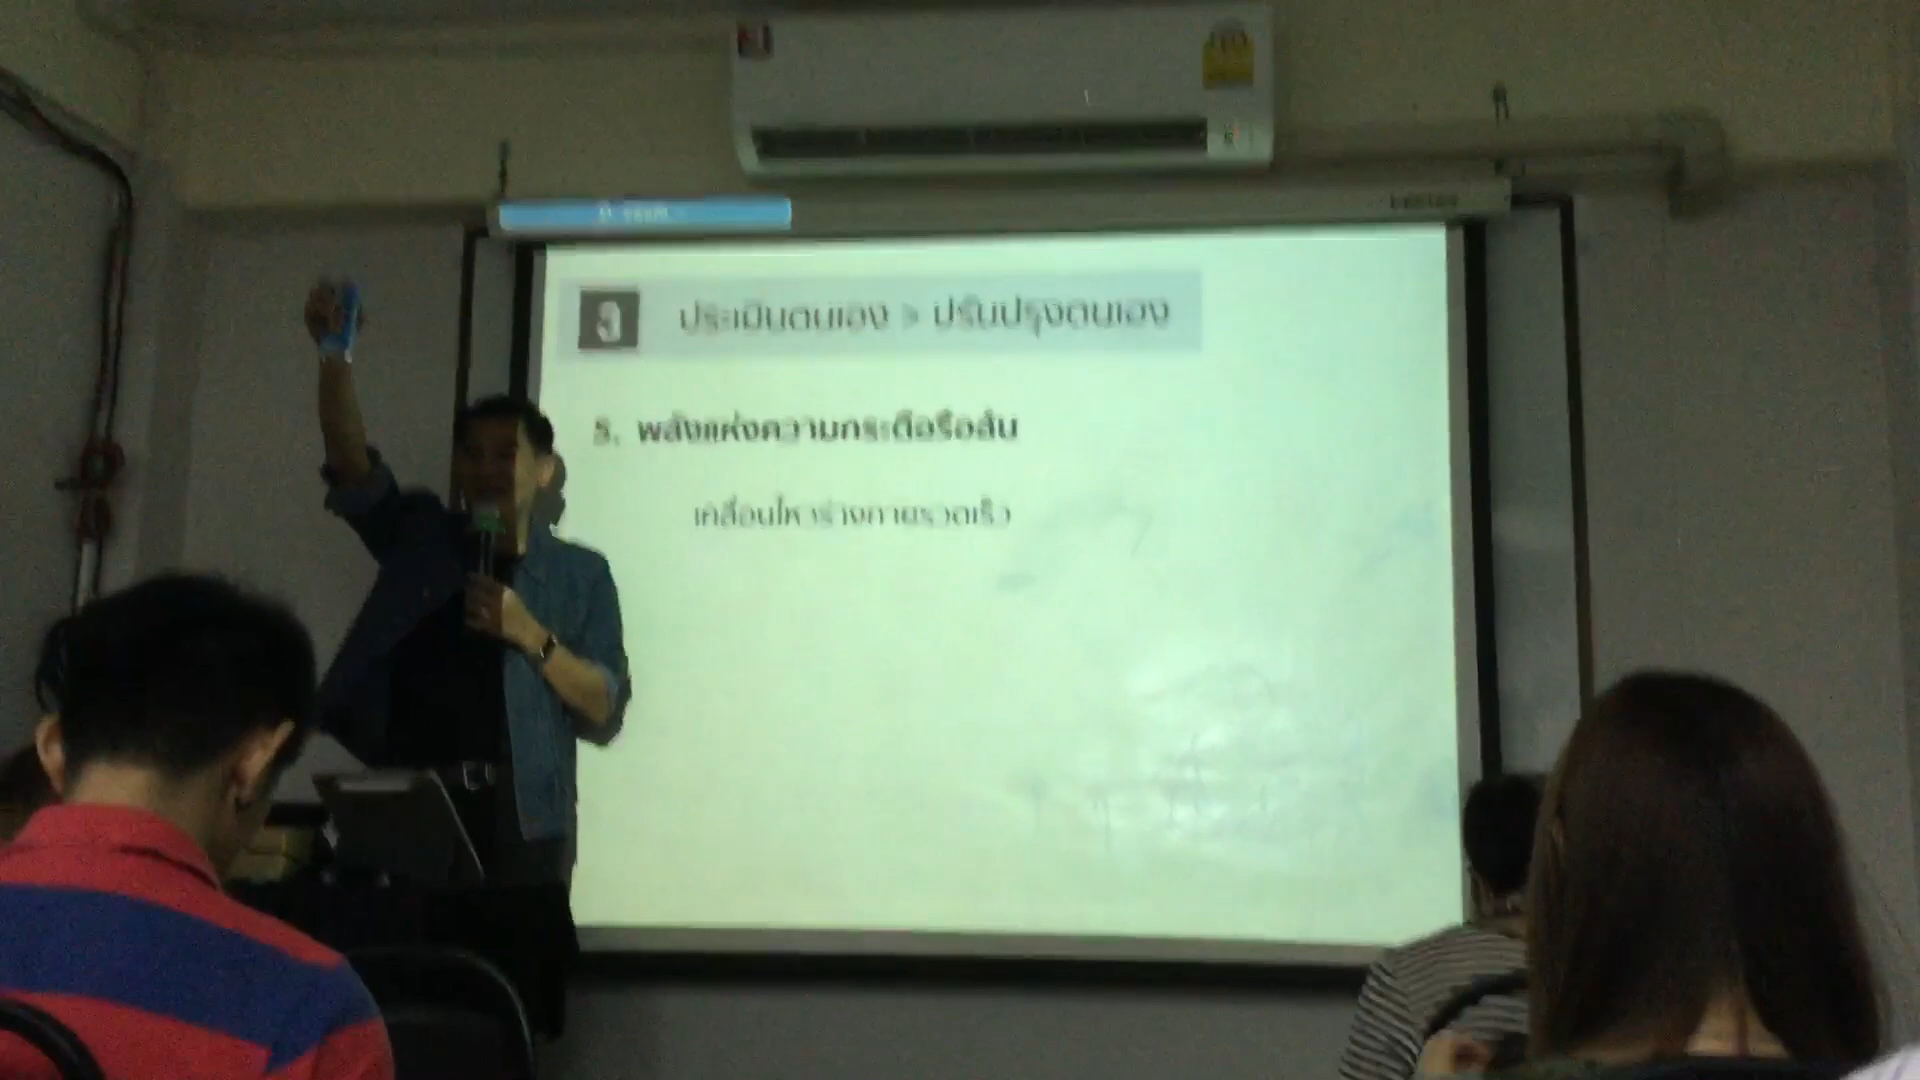 ประเมินตนเอง > ปรับปรุงตนเอง
5. พลังแห่งความกระตือรือล้น
เคลื่อนไหวร่างกายรวดเร็ว